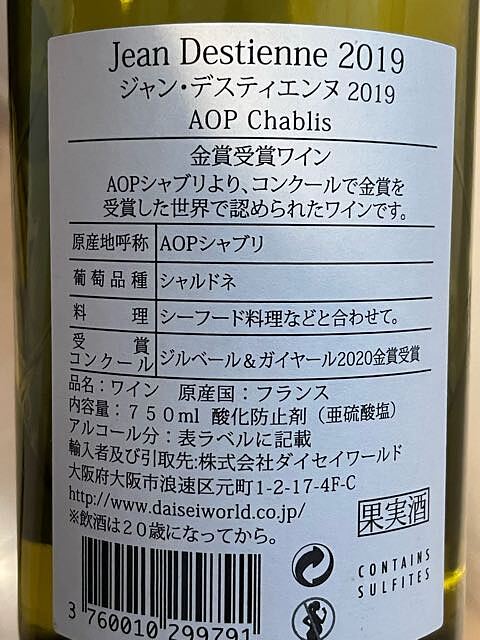 Jean Destienne 2019
ジャン・デスティエンヌ 2019
AOP Chablis
金賞受賞ワイン
AOPシャブリより、コンクールで金賞を
受賞した世界で認められたワインです。
原産地呼称 AOPシャブリ
葡萄品種 シャルドネ
料理 シーフード料理などと合わせて。
受賞コンクール ジルベール＆ガイヤール2020金賞受賞
品名：ワイン 原産国：フランス
内容量：750ml 酸化防止剤（亜硫酸塩）
アルコール分：表ラベルに記載
輸入者及び引取先:株式会社ダイセイワールド
大阪府大阪市浪速区元町1-2-17-4F-C
http://www.daiseiworld.co.jp/
※飲酒は20歳になってから。
果実酒
CONTAINS
SULFITES
3 760010 299791